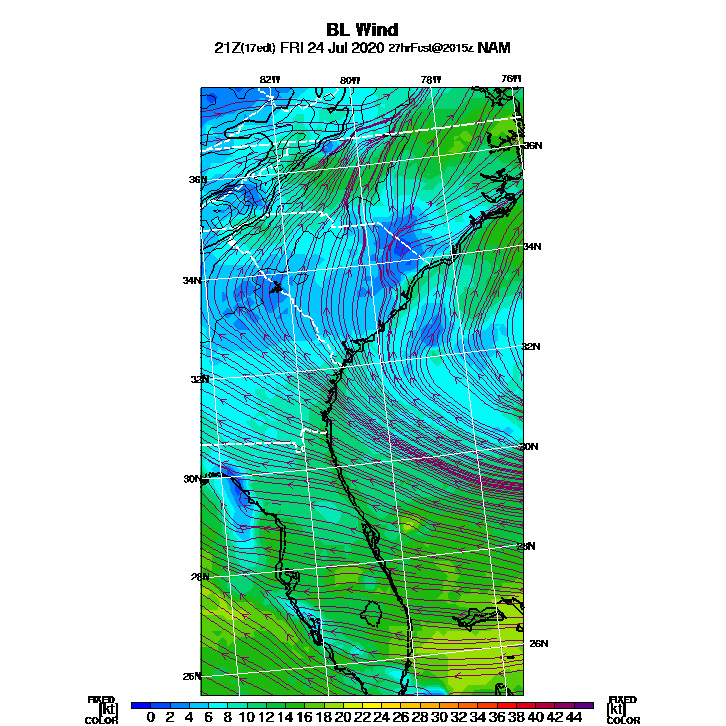 BL Wind
21Z(17edt) FRI 24 Jul 2020 27hrFcst@2015z NAM
82W 80W 78W 76W
36N
36N
34N
34N
32N
32N
30N
30N
28N
28N
26N
26N
FIXED FIXED
[kt] [kt]
COLOR COLOR
0 2 4 6 8 10 12 14 16 18 20 22 24 26 28 30 32 34 36 38 40 42 44